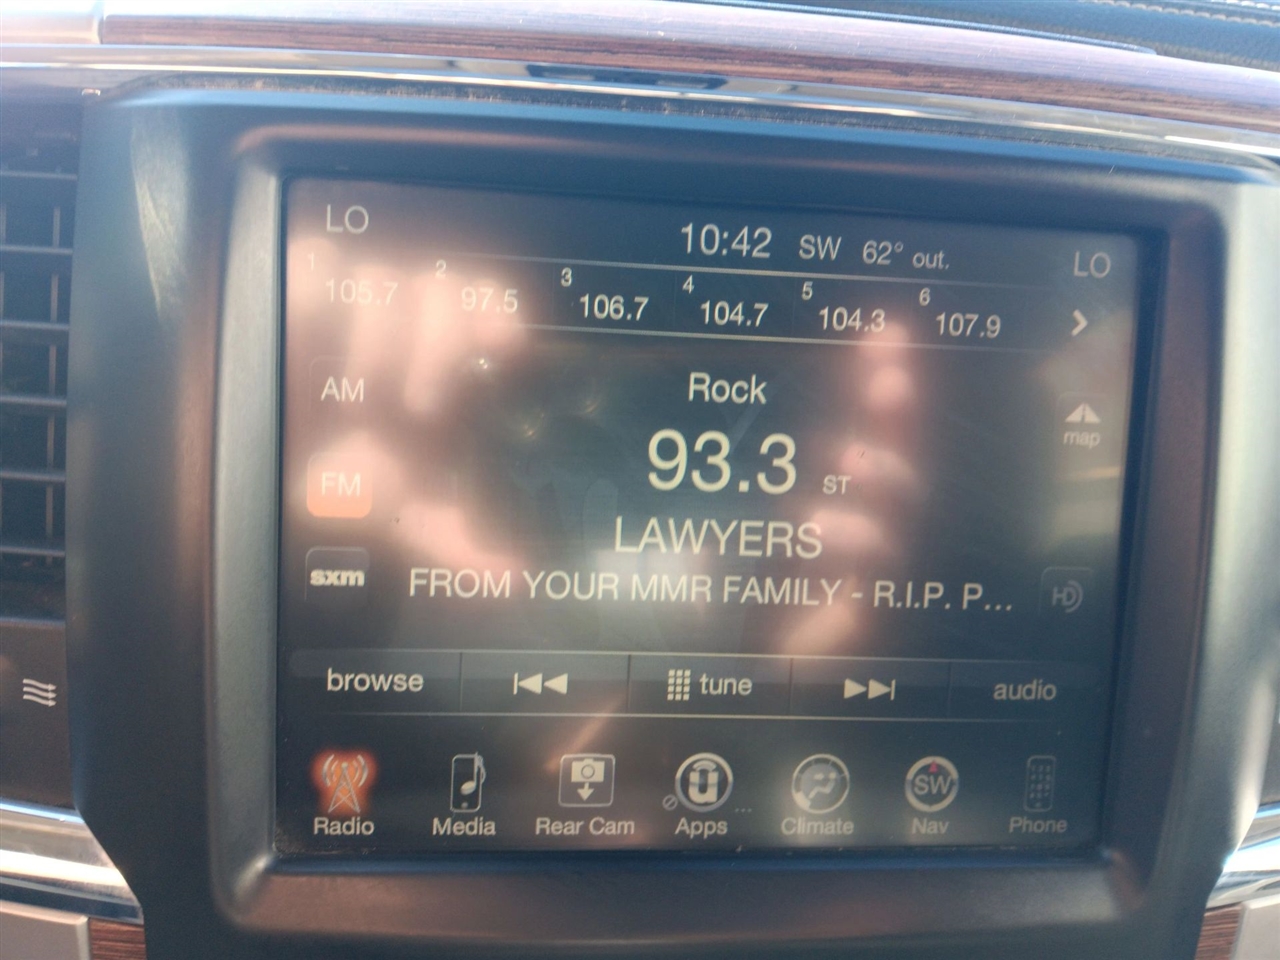 LO 10:42 SW 62° out. LO
1 105.7 2 97.5 3 106.7 4 104.7 5 104.3 6 107.9
AM
Rock
map
FM
93.3 ST
LAWYERS
sxm
FROM YOUR MMR FAMILY - R.I.P. P...
HD
browse tune audio
SW
Radio Media Rear Cam Apps ... Climate Nav Phone